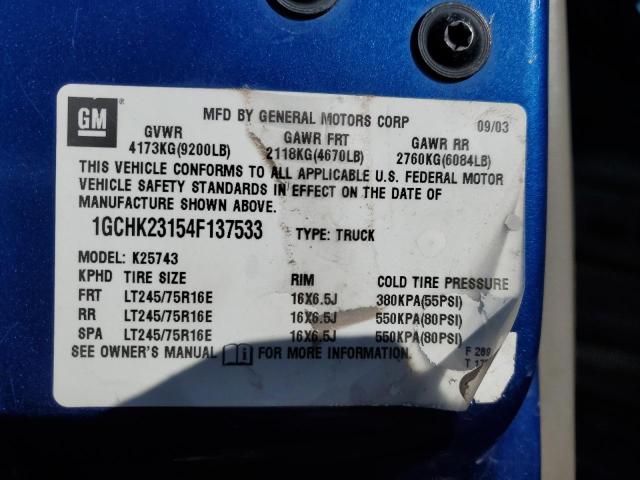 GM ®
MFD BY GENERAL MOTORS CORP 09/03
GVWR GAWR FRT GAWR RR
4173KG(9200LB) 2118KG(4670LB) 2760KG(6084LB)
THIS VEHICLE CONFORMS TO ALL APPLICABLE U.S. FEDERAL MOTOR
VEHICLE SAFETY STANDARDS IN EFFECT ON THE DATE OF
MANUFACTURE SHOWN ABOVE.
1GCHK23154F137533 TYPE: TRUCK
MODEL: K25743
KPHD TIRE SIZE RIM COLD TIRE PRESSURE
FRT LT245/75R16E 16X6.5J 380KPA(55PSI)
RR LT245/75R16E 16X6.5J 550KPA(80PSI)
SPA LT245/75R16E 16X6.5J 550KPA(80PSI)
SEE OWNER'S MANUAL i FOR MORE INFORMATION. F 289
T